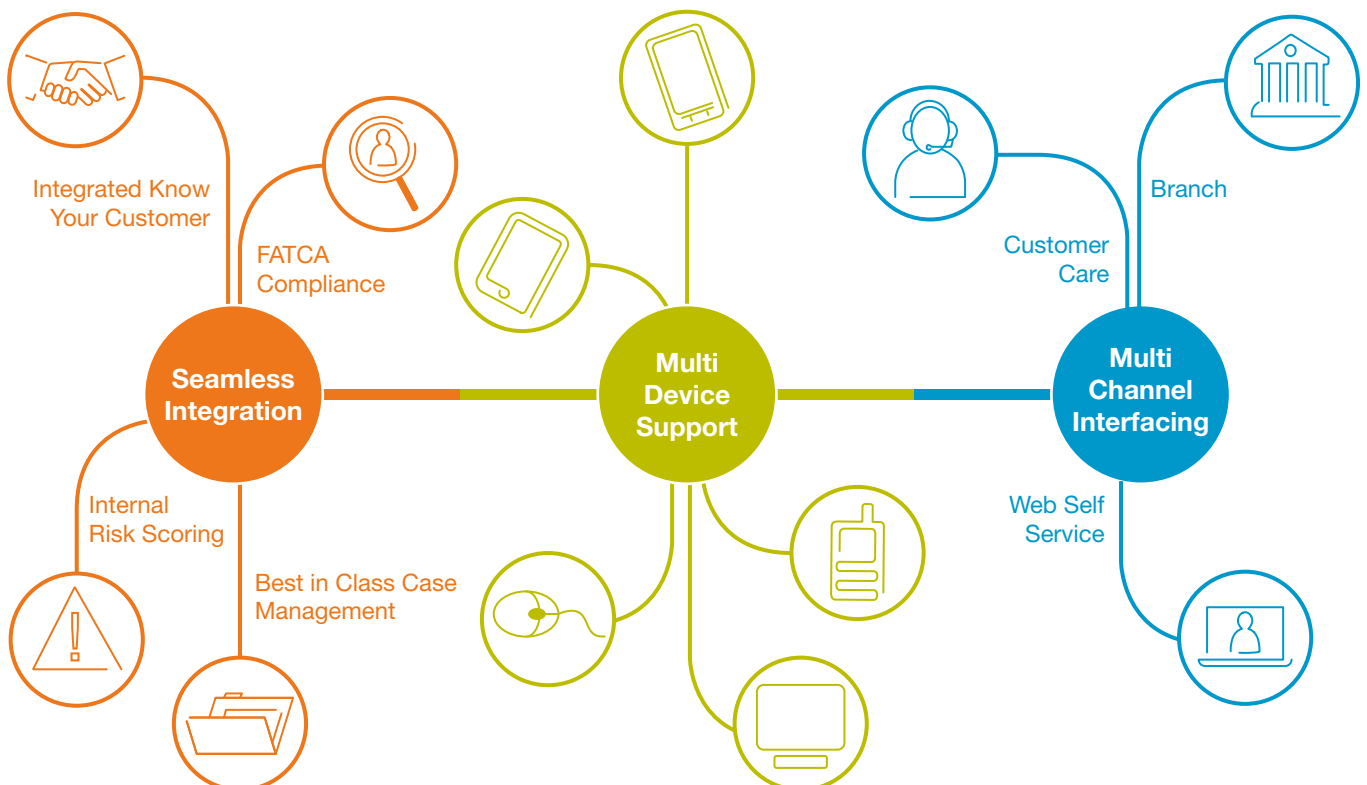 Integrated Know
Your Customer
FATCA
Compliance
Seamless
Integration
Internal
Risk Scoring
Best in Class Case
Management
Multi
Device
Support
Branch
Customer
Care
Multi
Channel
Interfacing
Web Self
Service